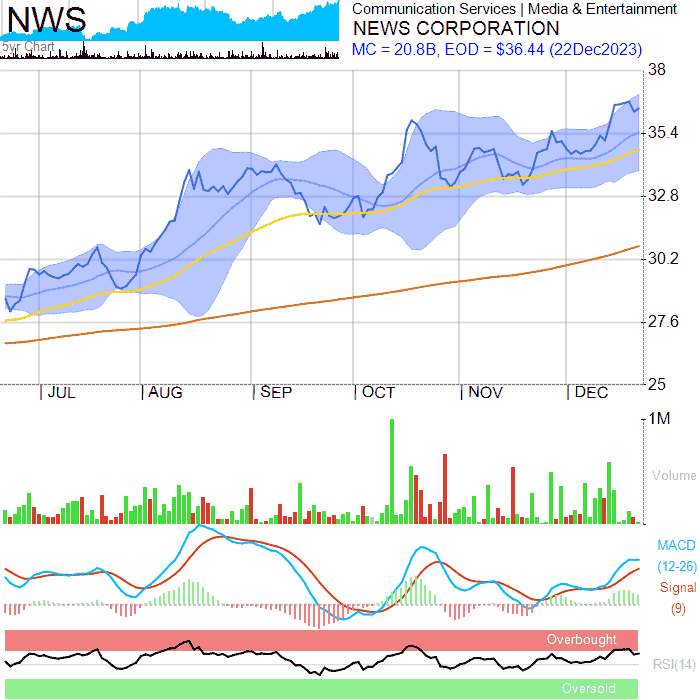 NWS
5yr Chart
Communication Services | Media & Entertainment
NEWS CORPORATION
MC = 20.8B, EOD = $36.44 (22Dec2023)
38
35.4
32.8
30.2
27.6
25
JUL AUG SEP OCT NOV DEC
1M
Volume
MACD
(12-26)
Signal
(9)
Overbought
RSI(14)
Oversold